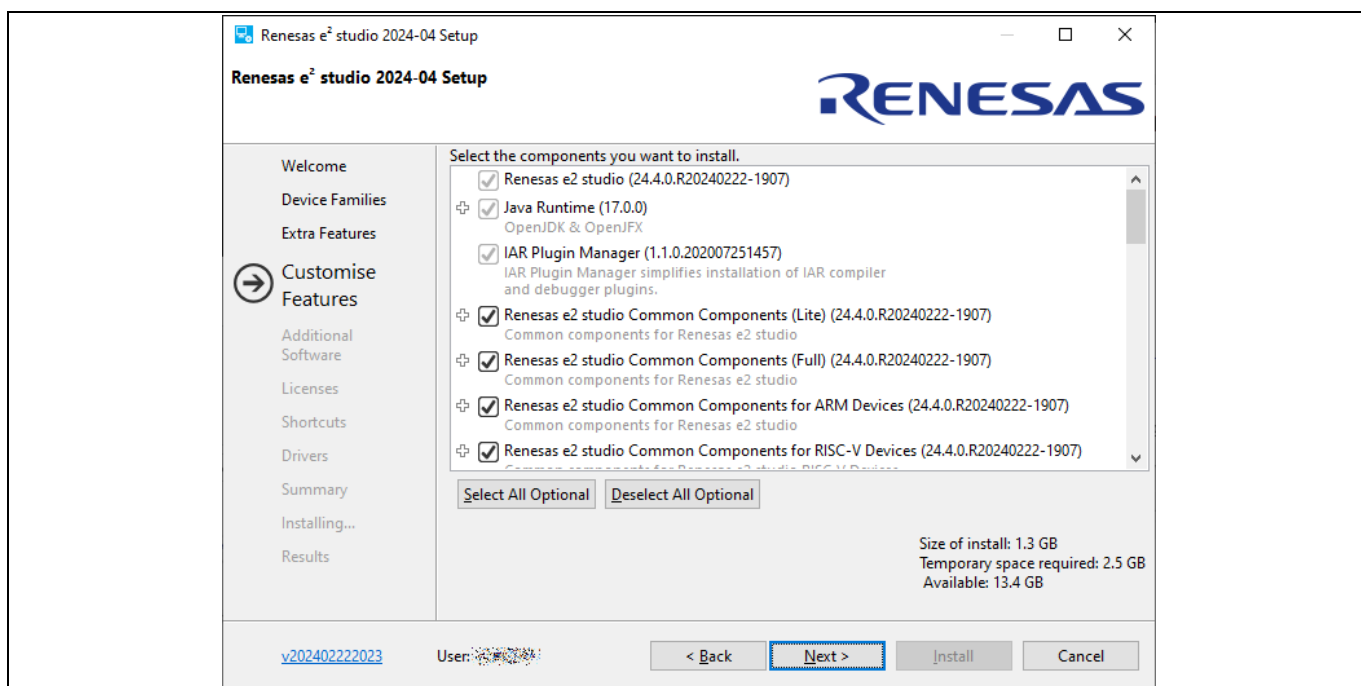 Renesas e² studio 2024-04 Setup
Renesas e² studio 2024-04 Setup
RENESAS
Welcome
Device Families
Extra Features
Customise
Features
Additional
Software
Licenses
Shortcuts
Drivers
Summary
Installing...
Results
Select the components you want to install.
Renesas e2 studio (24.4.0.R20240222-1907)
Java Runtime (17.0.0)
OpenJDK & OpenJFX
IAR Plugin Manager (1.1.0.202007251457)
IAR Plugin Manager simplifies installation of IAR compiler
and debugger plugins.
Renesas e2 studio Common Components (Lite) (24.4.0.R20240222-1907)
Common components for Renesas e2 studio
Renesas e2 studio Common Components (Full) (24.4.0.R20240222-1907)
Common components for Renesas e2 studio
Renesas e2 studio Common Components for ARM Devices (24.4.0.R20240222-1907)
Common components for Renesas e2 studio
Renesas e2 studio Common Components for RISC-V Devices (24.4.0.R20240222-1907)
Common components for Renesas e2 studio RISC-V Devices
Select All Optional Deselect All Optional
Size of install: 1.3 GB
Temporary space required: 2.5 GB
Available: 13.4 GB
v202402222023 User: < Back Next > Install Cancel